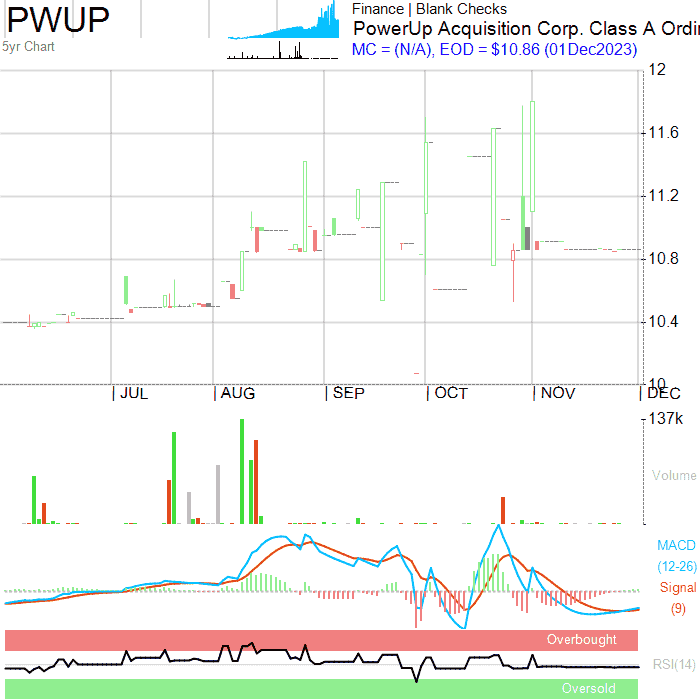 PWUP
5yr Chart
Finance | Blank Checks
PowerUp Acquisition Corp. Class A Ordi
MC = (N/A), EOD = $10.86 (01Dec2023)
12
11.6
11.2
10.8
10.4
10
JUL
AUG
SEP
OCT
NOV
DEC
137k
Volume
MACD
(12-26)
Signal
(9)
Overbought
RSI(14)
Oversold